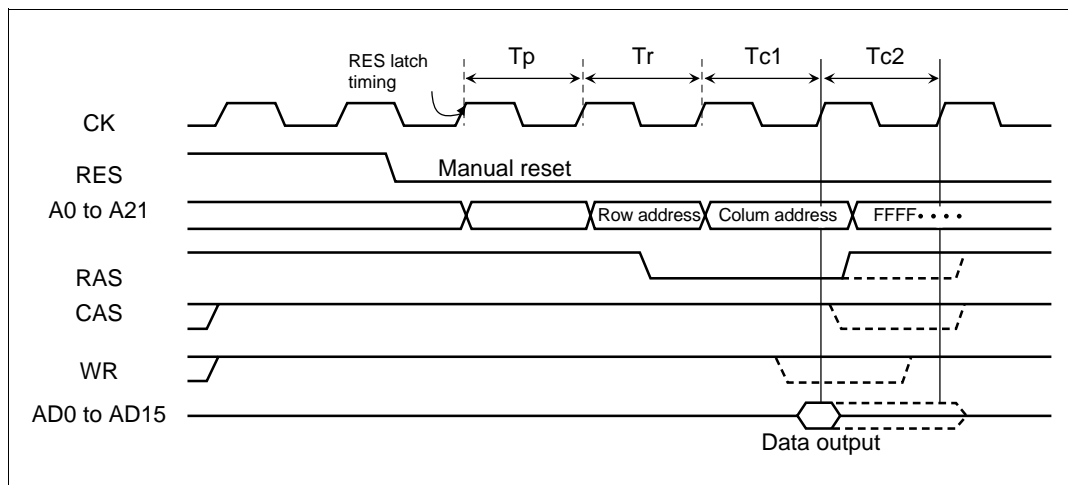 RES latch
timing
Tp
Tr
Tc1
Tc2
CK
RES
Manual reset
A0 to A21
Row address
Colum address
FFFF····
RAS
CAS
WR
AD0 to AD15
Data output